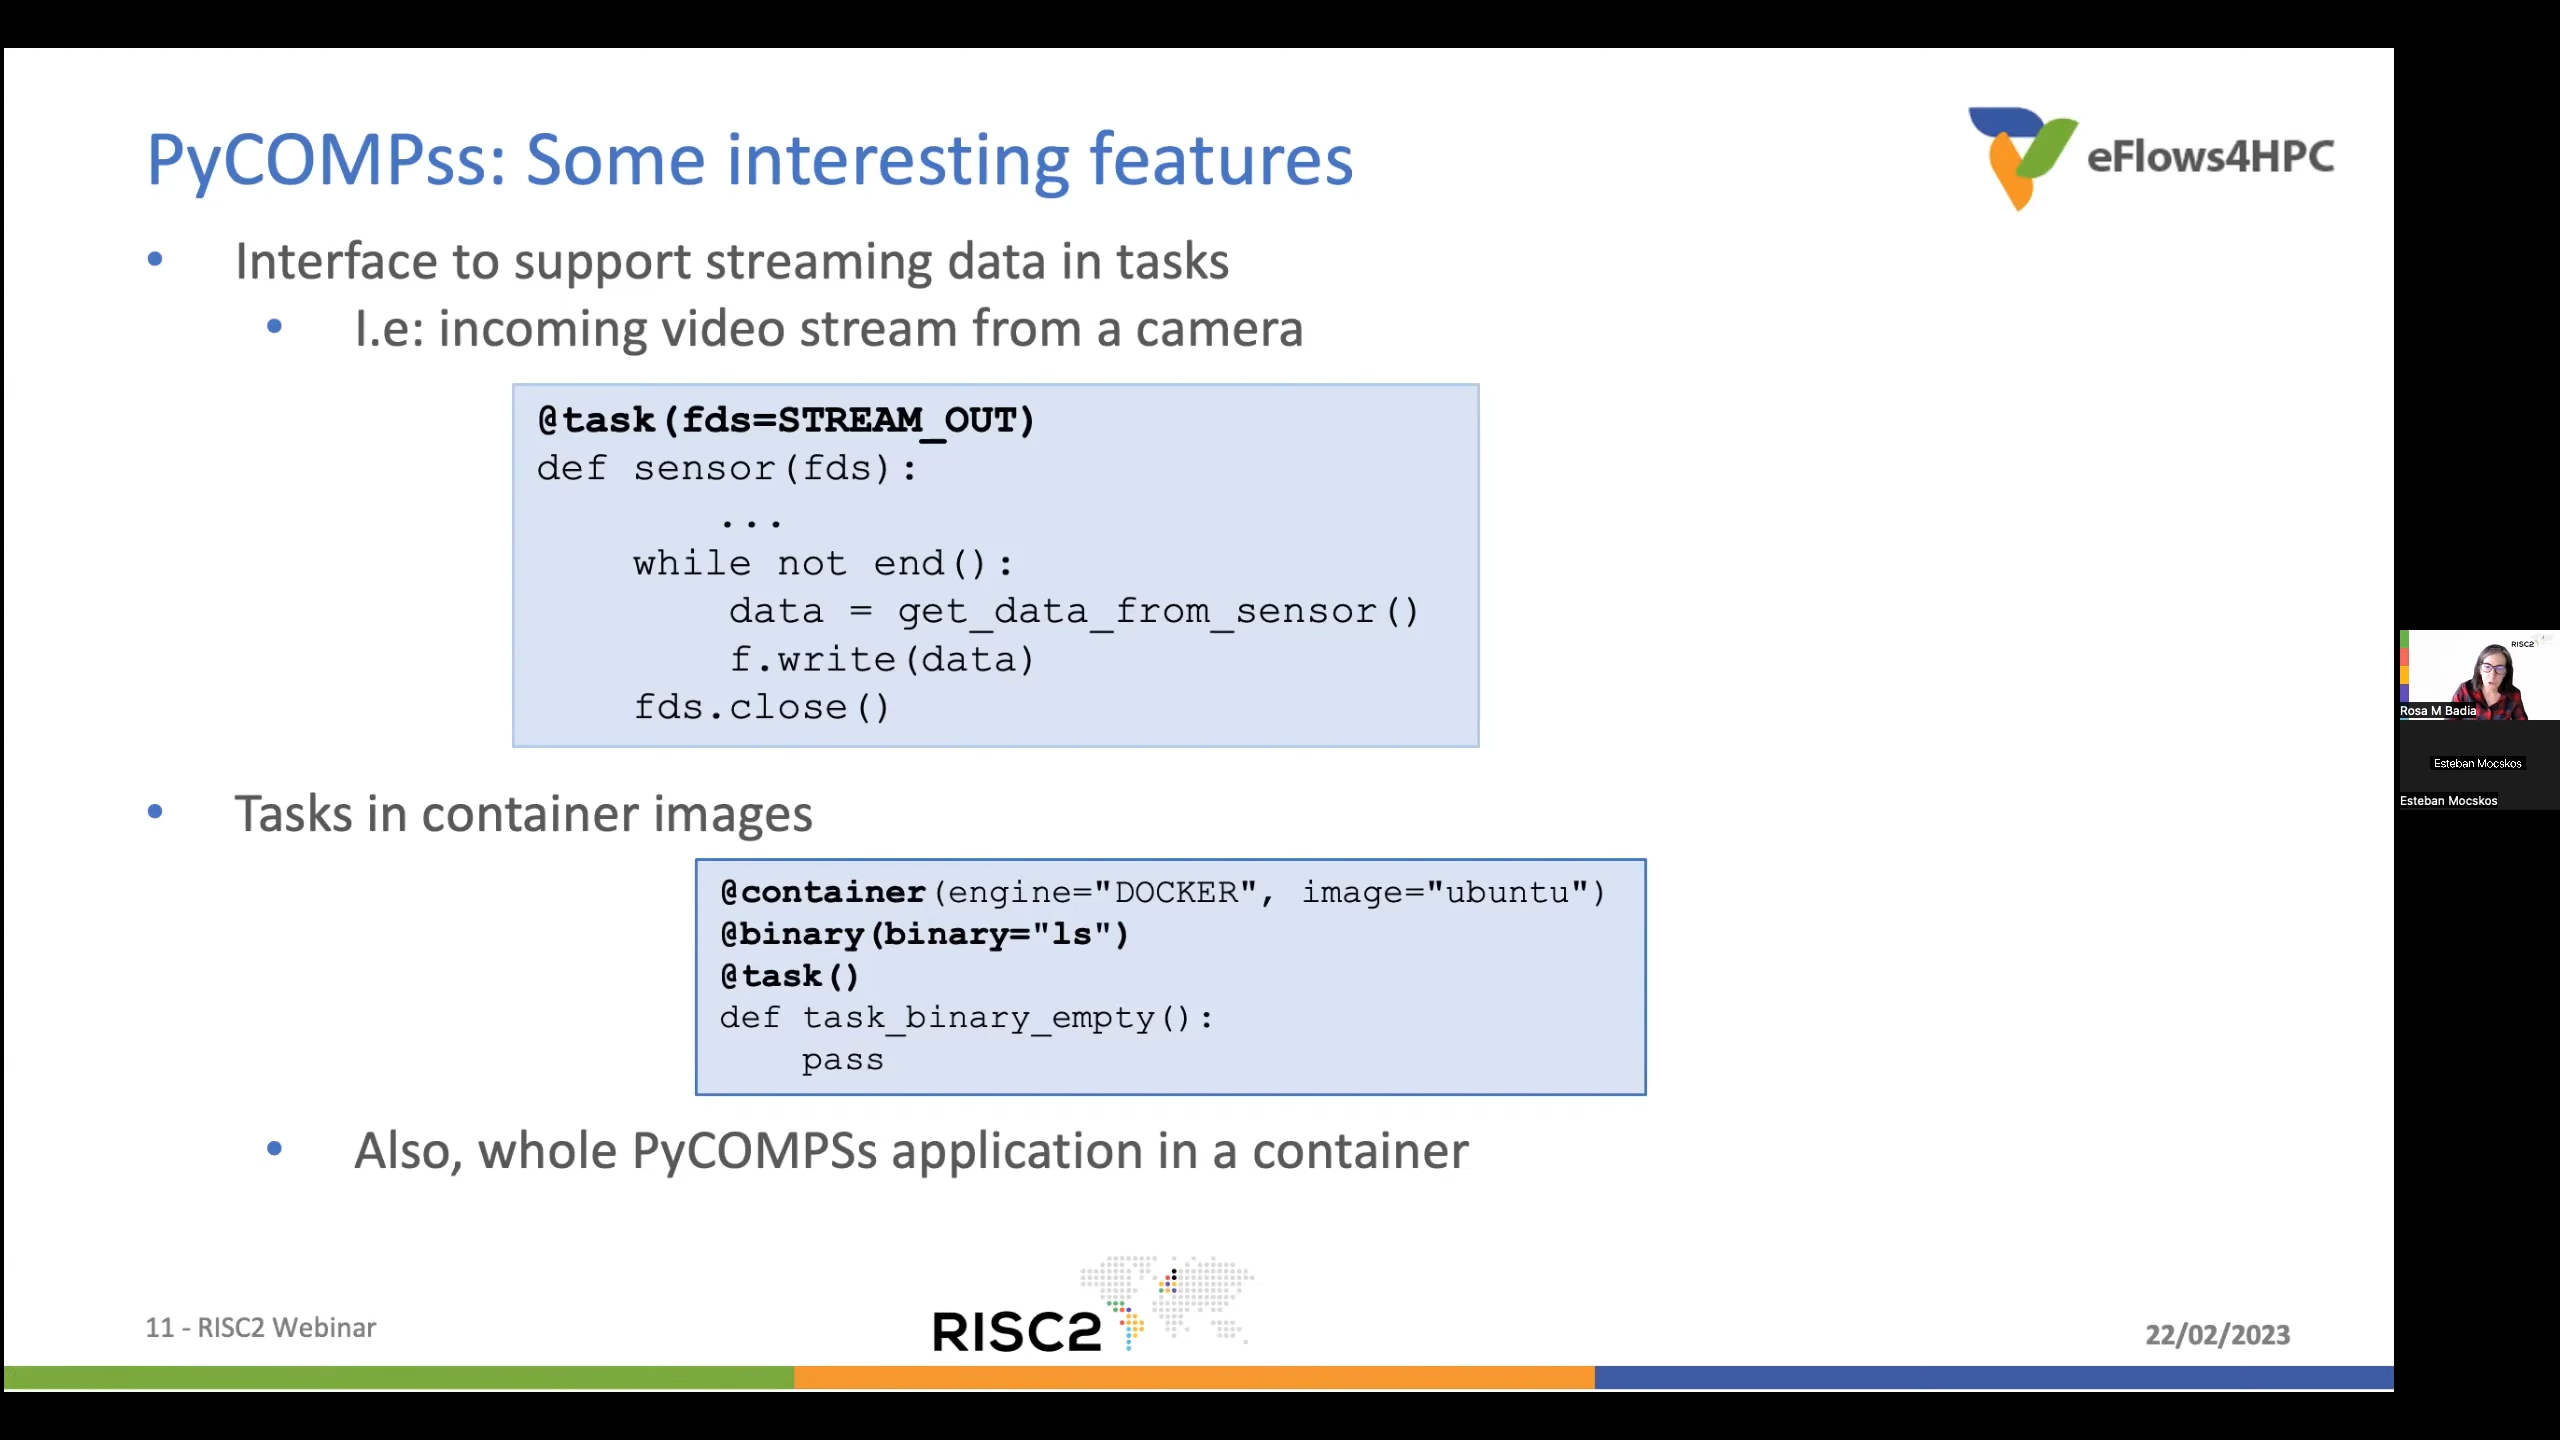 PyCOMPss: Some interesting features
eFlows4HPC
• Interface to support streaming data in tasks
• I.e: incoming video stream from a camera
@task(fds=STREAM_OUT)
def sensor(fds):
...
while not end():
data = get_data_from_sensor()
f.write(data)
fds.close()
• Tasks in container images
@container(engine="DOCKER", image="ubuntu")
@binary(binary="ls")
@task()
def task_binary_empty():
pass
• Also, whole PyCOMPSs application in a container
11 - RISC2 Webinar
RISC2
22/02/2023
RISC2
Rosa M Badia
Esteban Mocskos
Esteban Mocskos